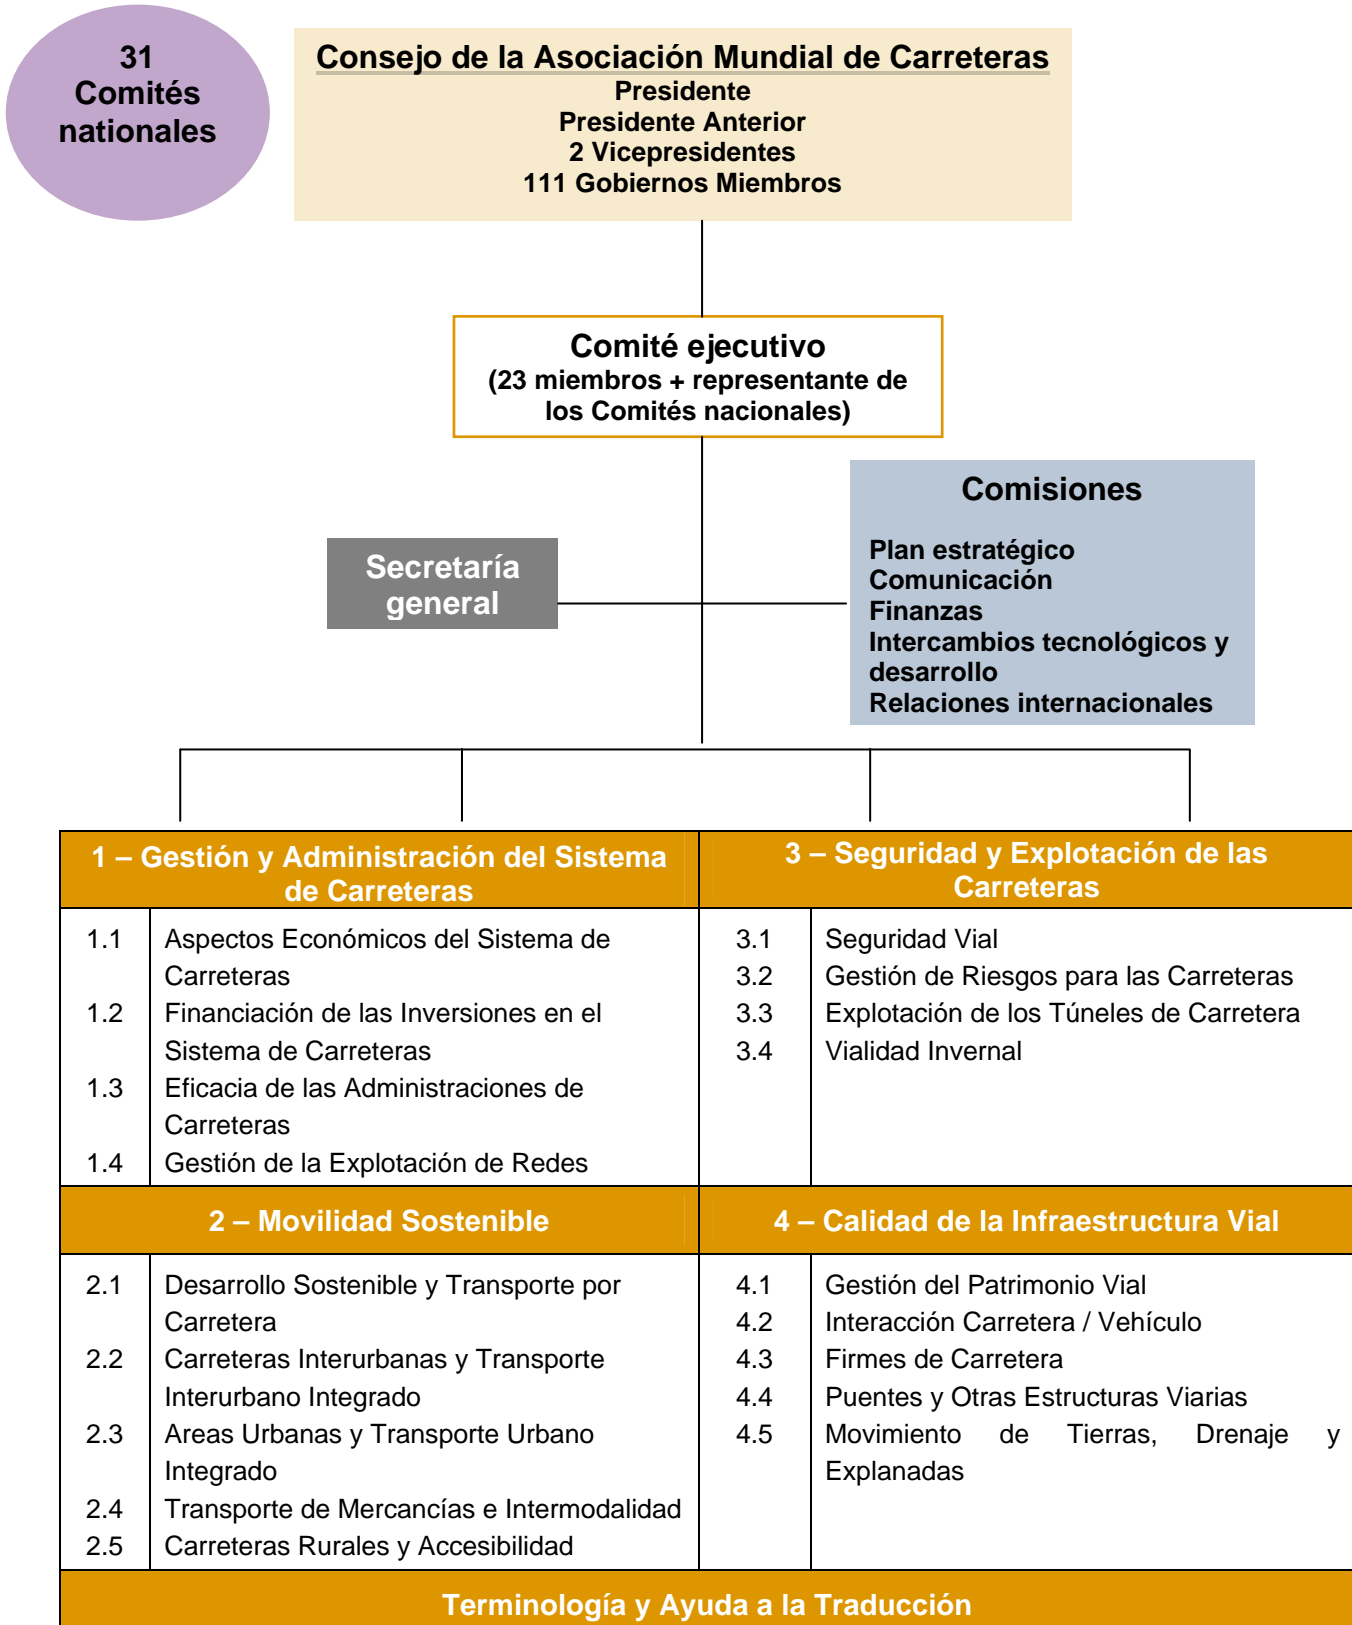 31
Comités
nationales
Consejo de la Asociación Mundial de Carreteras
Presidente
Presidente Anterior
2 Vicepresidentes
111 Gobiernos Miembros
Comité ejecutivo
(23 miembros + representante de
los Comités nacionales)
Secretaría
general
Comisiones
Plan estratégico
Comunicación
Finanzas
Intercambios tecnológicos y
desarrollo
Relaciones internacionales
1 – Gestión y Administración del Sistema
de Carreteras
1.1 Aspectos Económicos del Sistema de
Carreteras
1.2 Financiación de las Inversiones en el
Sistema de Carreteras
1.3 Eficacia de las Administraciones de
Carreteras
1.4 Gestión de la Explotación de Redes
3 – Seguridad y Explotación de las
Carreteras
3.1 Seguridad Vial
3.2 Gestión de Riesgos para las Carreteras
3.3 Explotación de los Túneles de Carretera
3.4 Vialidad Invernal
2 – Movilidad Sostenible
2.1 Desarrollo Sostenible y Transporte por
Carretera
2.2 Carreteras Interurbanas y Transporte
Interurbano Integrado
2.3 Areas Urbanas y Transporte Urbano
Integrado
2.4 Transporte de Mercancías e Intermodalidad
2.5 Carreteras Rurales y Accesibilidad
4 – Calidad de la Infraestructura Vial
4.1 Gestión del Patrimonio Vial
4.2 Interacción Carretera / Vehículo
4.3 Firmes de Carretera
4.4 Puentes y Otras Estructuras Viarias
4.5 Movimiento de Tierras, Drenaje y
Explanadas
Terminología y Ayuda a la Traducción